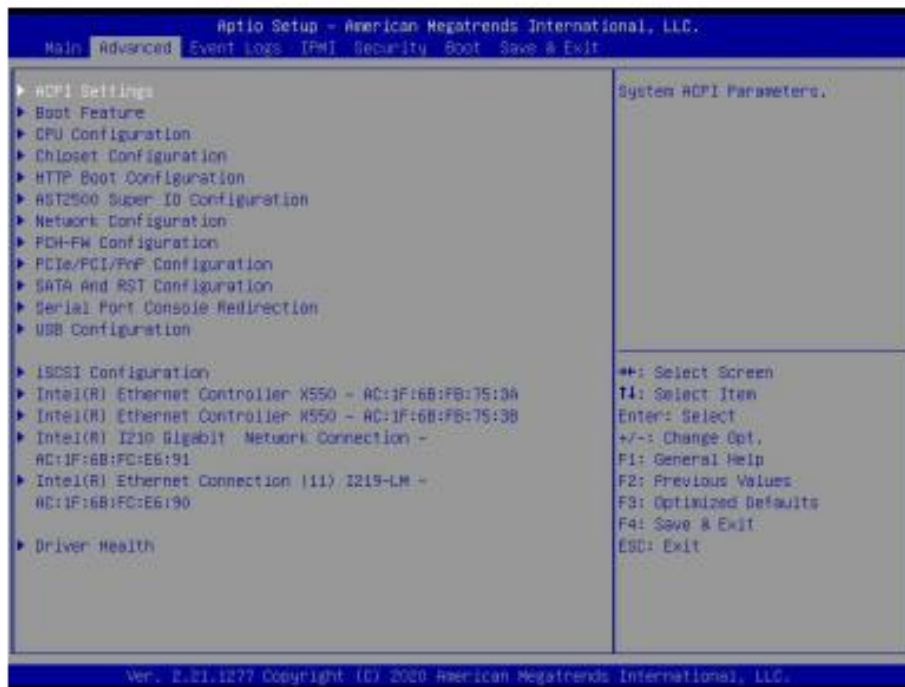 Aptio Setup - American Megatrends International, LLC.
Main Advanced Event Logs IPMI Security Boot Save & Exit
ACPI Settings
Boot Feature
CPU Configuration
Chipset Configuration
HTTP Boot Configuration
AST2500 Super IO Configuration
Network Configuration
PCH-FW Configuration
PCIe/PCI/PnP Configuration
SATA And RST Configuration
Serial Port Console Redirection
USB Configuration
iSCSI Configuration
Intel(R) Ethernet Controller X550 - AC:1F:6B:FB:75:3A
Intel(R) Ethernet Controller X550 - AC:1F:6B:FB:75:3B
Intel(R) I210 Gigabit Network Connection -
AC:1F:6B:FC:E6:91
Intel(R) Ethernet Connection (11) I219-LM -
AC:1F:6B:FC:E6:90
Driver Health
System ACPI Parameters.
→←: Select Screen
↑↓: Select Item
Enter: Select
+/-: Change Opt.
F1: General Help
F2: Previous Values
F3: Optimized Defaults
F4: Save & Exit
ESC: Exit
Ver. 2.21.1277 Copyright (C) 2020 American Megatrends International, LLC.